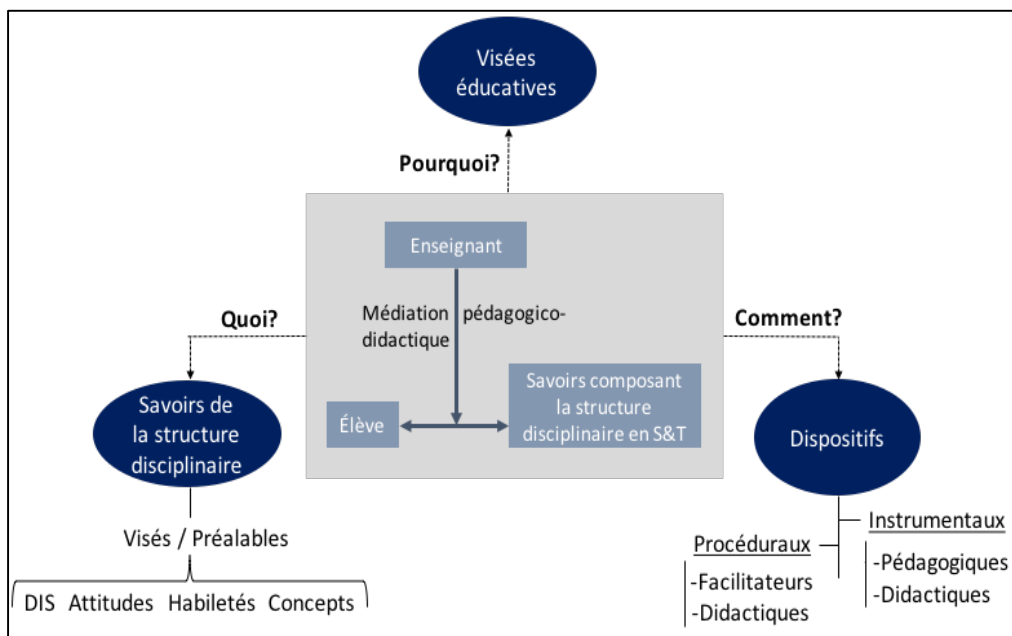 Visées
éducatives
Pourquoi?
Enseignant
Médiation pédagogico-
didactique
Quoi?
Comment?
Élève
Savoirs composant
la structure
disciplinaire en S&T
Savoirs de
la structure
disciplinaire
Dispositifs
Visés / Préalables
DIS Attitudes Habiletés Concepts
Procéduraux
-Facilitateurs
-Didactiques
Instrumentaux
-Pédagogiques
-Didactiques